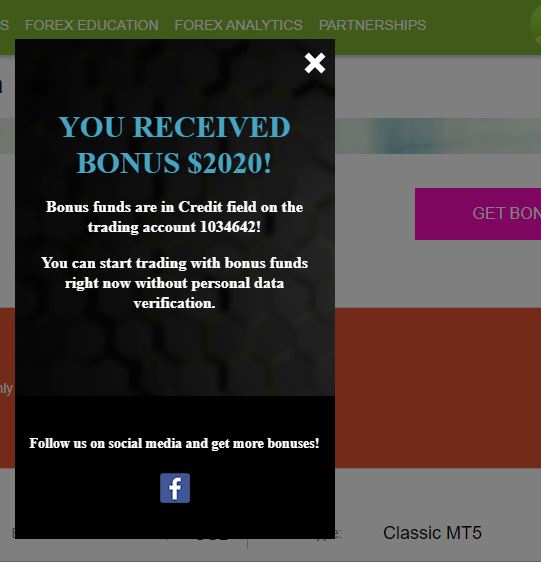 S FOREX EDUCATION FOREX ANALYTICS PARTNERSHIPS
YOU RECEIVED
BONUS $2020!
Bonus funds are in Credit field on the
trading account 1034642!
You can start trading with bonus funds
right now without personal data
verification.
GET BON
Follow us on social media and get more bonuses!
Classic MT5